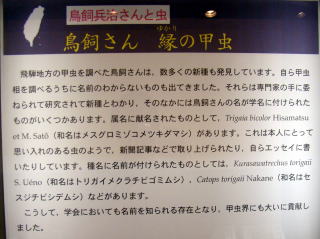 鳥飼兵治さんと虫
ゆかり
鳥飼さん 縁の甲虫
飛騨地方の甲虫を調べた鳥飼さんは、数多くの新種も発見しています。自ら甲虫
相を調べるうちに名前のわからないものも出てきました。それらは専門家の手に委
ねられて研究されて新種とわかり、そのなかには鳥飼さんの名が学名に付けられた
ものがいくつかあります。属名に献名されたものとして、Trigaia bicolor Hisamatsu
et M. Satô（和名はメスグロミゾコメツキダマシ）があります。これは本人にとって
思い入れのある虫のようで、新聞記事などで取り上げられたり、自らエッセイに書
いたりしています。種名に名前が付けられたものとしては、Kurasawatrechus torigaii
S. Uéno（和名はトリガイメクラチビゴミムシ）、Catops torigaii Nakane（和名はセ
スジチビシデムシ）などがあります。
こうして、学会においても名前を知られる存在となり、甲虫界にも大いに貢献し
ました。